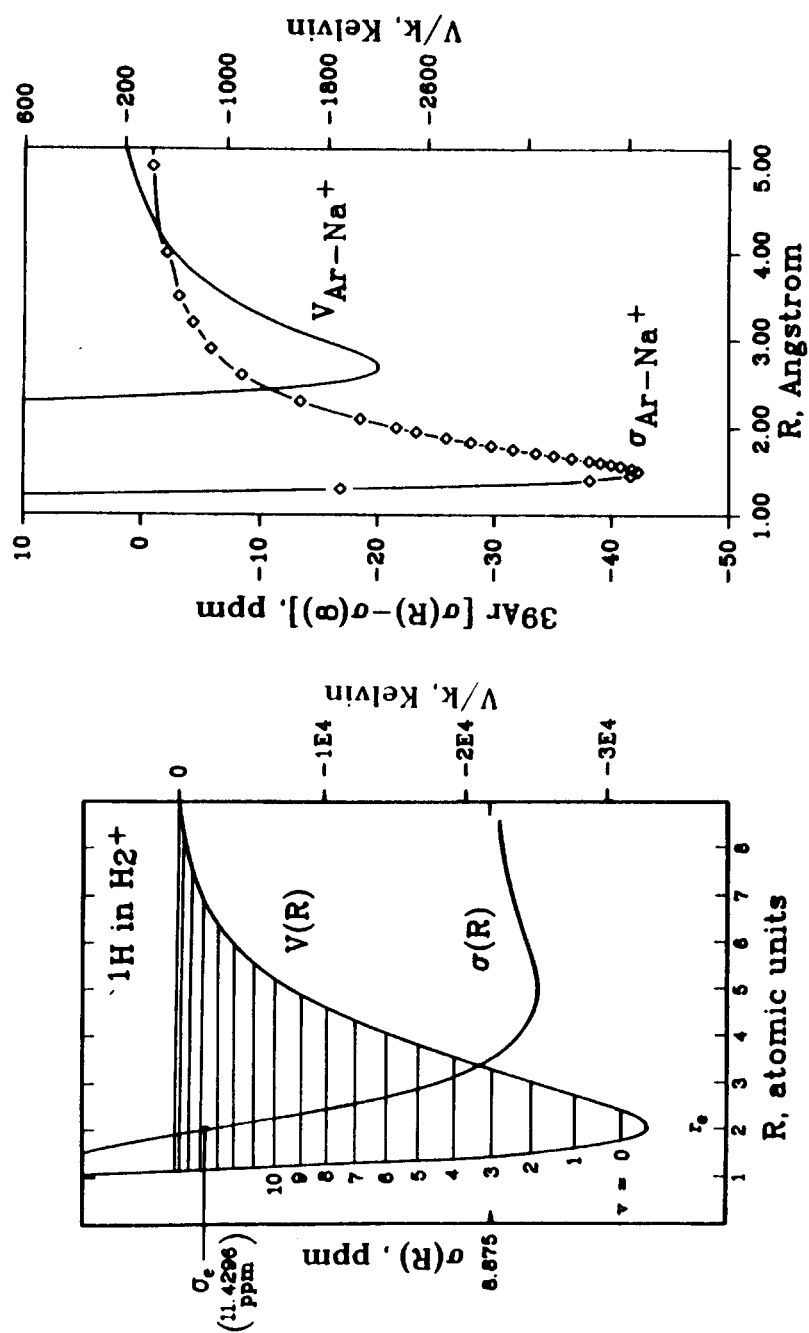 1H in H2+
V(R)
σ(R)
σe
(11.4296)
ppm
8.875
σ(R), ppm
0
-1E4
-2E4
-3E4
V/k, Kelvin
10
9
8
7
6
5
4
3
2
1
v = 0
re
1 2 3 4 5 6 7 8
R, atomic units
10
0
-10
-20
-30
-40
-50
39Ar [σ(R)-σ(∞)], ppm
VAr-Na+
σAr-Na+
600
-200
-1000
-1800
-2600
V/k, Kelvin
1.00 2.00 3.00 4.00 5.00
R, Angstrom